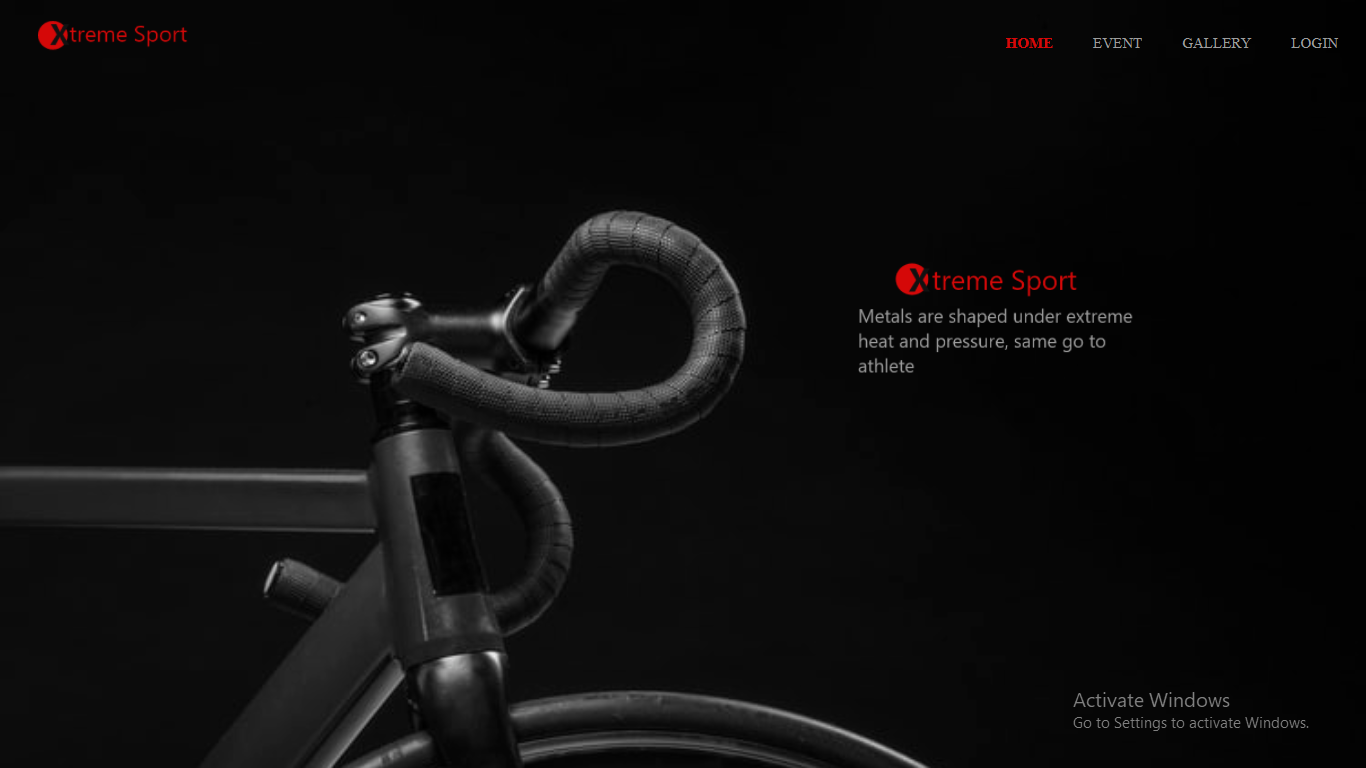 Xtreme Sport
HOME EVENT GALLERY LOGIN
Xtreme Sport
Metals are shaped under extreme
heat and pressure, same go to
athlete
Activate Windows
Go to Settings to activate Windows.